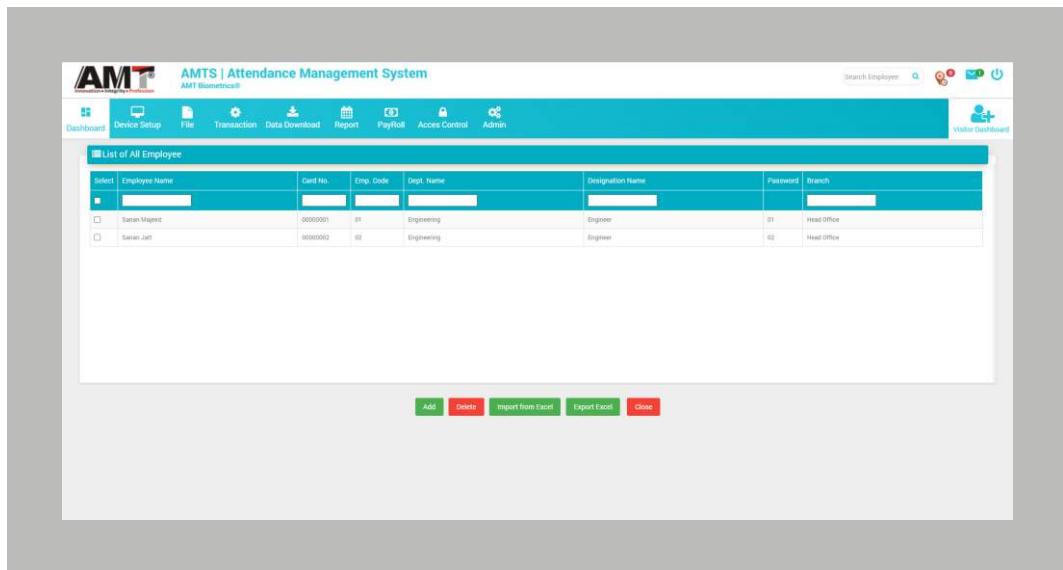 AMT®
Innovation • Integrity • Profession
AMTS | Attendance Management System
AMT Biometrics®
Search Employee
0
0
Dashboard
Device Setup
File
Transaction
Data Download
Report
PayRoll
Acces Control
Admin
Visitor Dashboard
List of All Employee
Select Employee Name Card No. Emp. Code Dept. Name Designation Name Password Branch
Sanan Majeed 00000001 01 Engineering Engineer 01 Head Office
Sanan Jatt 00000002 02 Engineering Engineer 02 Head Office
Add Delete Import from Excel Export Excel Close